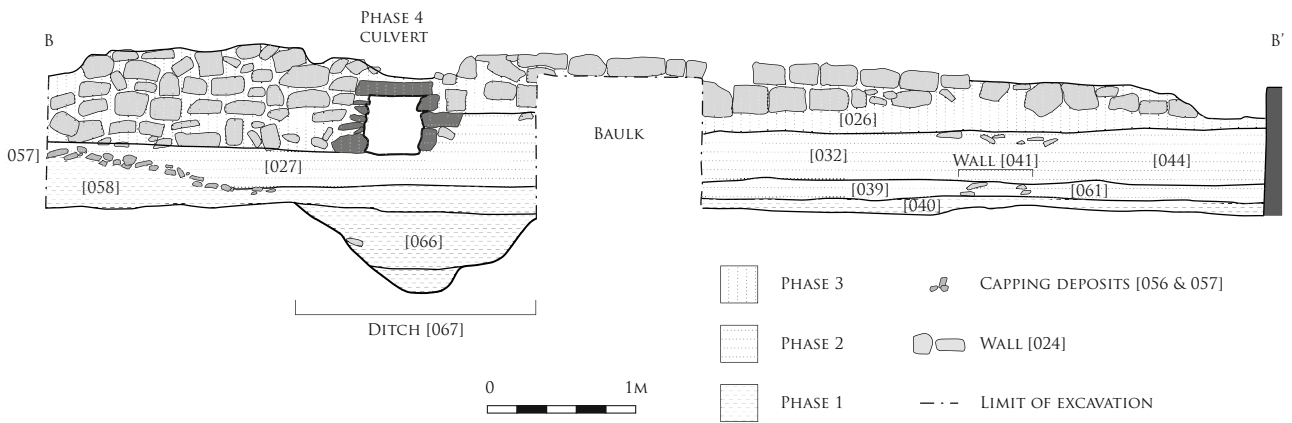 Phase 4
culvert
B
B'
Baulk
[026]
[032]
Wall [041]
[044]
057]
[027]
[058]
[039]
[061]
[040]
[066]
Ditch [067]
Phase 3
Capping deposits [056 & 057]
Phase 2
Wall [024]
Phase 1
Limit of excavation
0
1m